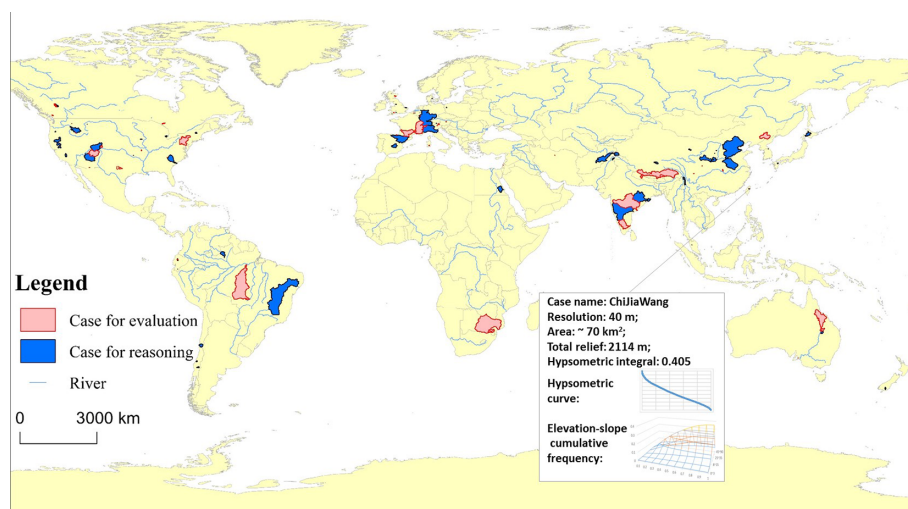 Legend
Case for evaluation
Case for reasoning
River
0 3000 km
Case name: ChiJiaWang
Resolution: 40 m;
Area: ~ 70 km²;
Total relief: 2114 m;
Hypsometric integral: 0.405
Hypsometric
curve:
Elevation-slope
cumulative
frequency: